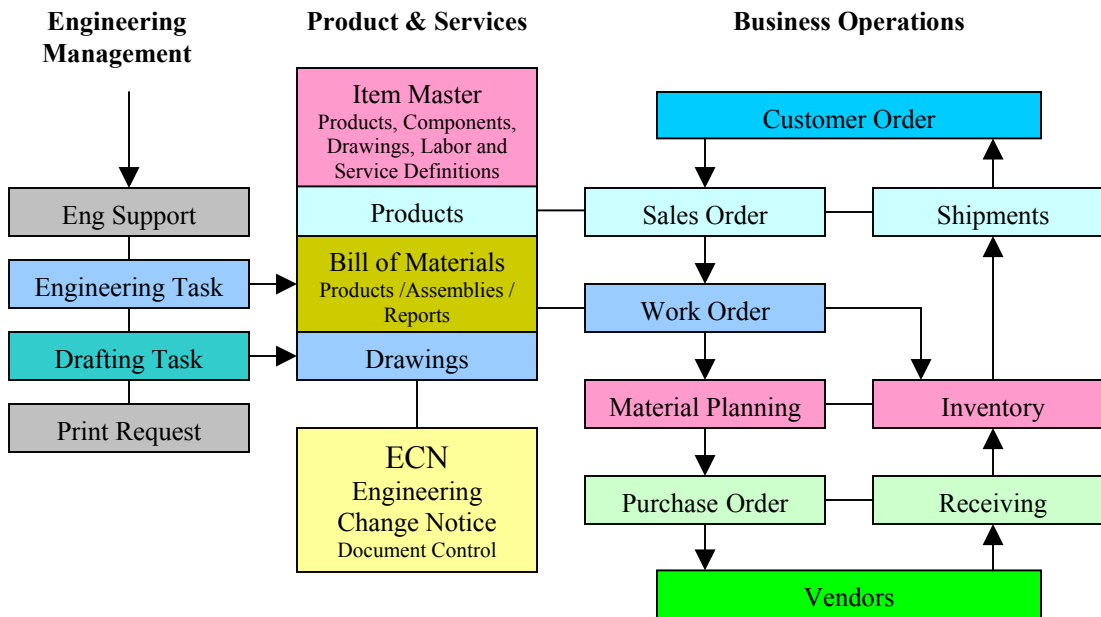 Engineering
Management
Product & Services
Business Operations
Eng Support
Engineering Task
Drafting Task
Print Request
Item Master
Products, Components,
Drawings, Labor and
Service Definitions
Products
Bill of Materials
Products /Assemblies /
Reports
Drawings
ECN
Engineering
Change Notice
Document Control
Customer Order
Sales Order
Shipments
Work Order
Material Planning
Inventory
Purchase Order
Receiving
Vendors